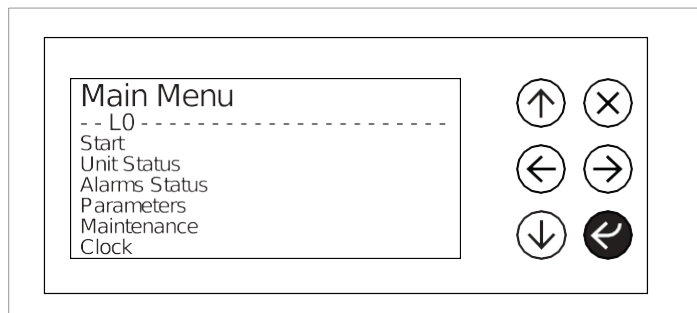 Main Menu
- - L0 - - - - - - - - - - - - - - - - - - - - - -
Start
Unit Status
Alarms Status
Parameters
Maintenance
Clock